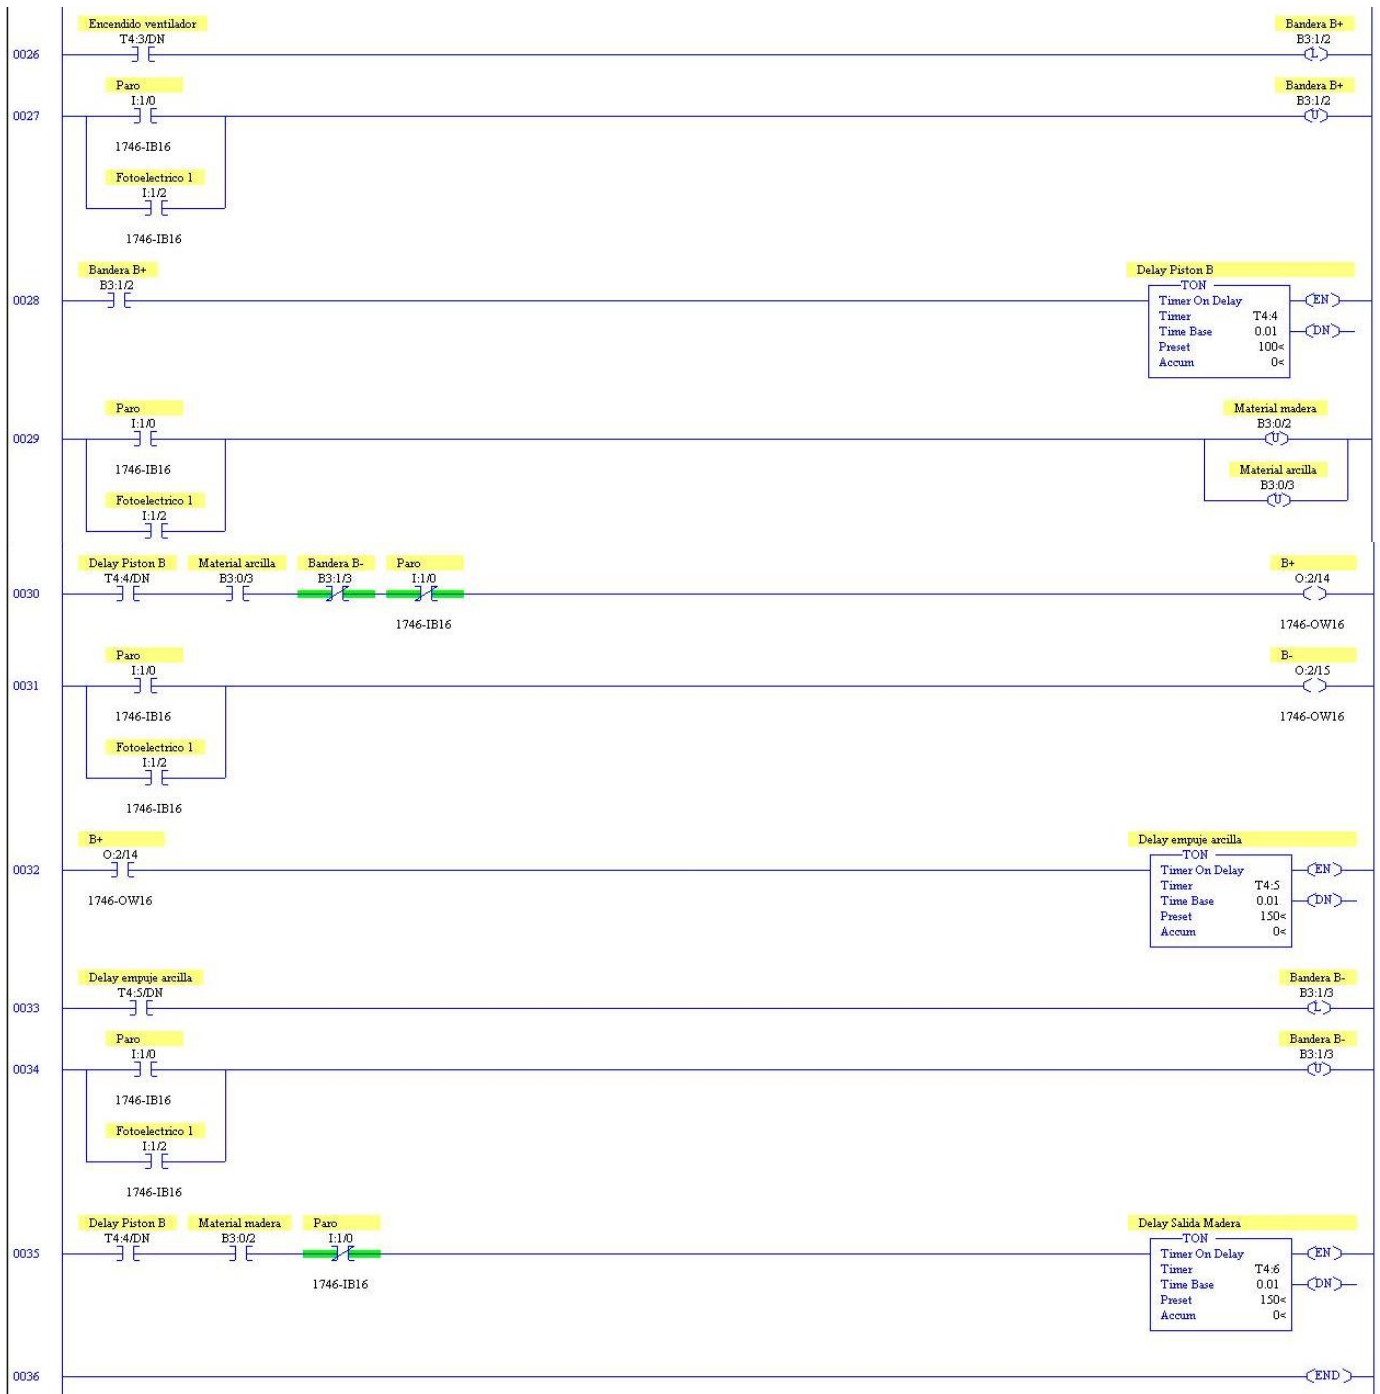 Encendido ventilador
T4:3/DN
Bandera B+
B3:1/2
0026
L
Paro
I:1/0
Bandera B+
B3:1/2
0027
U
1746-IB16
Fotoelectrico 1
I:1/2
1746-IB16
Bandera B+
B3:1/2
Delay Piston B
0028
TON
Timer On Delay
Timer T4:4
Time Base 0.01
Preset 100<
Accum 0<
EN
DN
Paro
I:1/0
Material madera
B3:0/2
0029
U
1746-IB16
Fotoelectrico 1
I:1/2
Material arcilla
B3:0/3
U
Delay Piston B
T4:4/DN
Material arcilla
B3:0/3
Bandera B-
B3:1/3
Paro
I:1/0
B+
O:2/14
0030
1746-IB16
1746-OW16
Paro
I:1/0
B-
O:2/15
0031
1746-IB16
1746-OW16
Fotoelectrico 1
I:1/2
1746-IB16
B+
O:2/14
Delay empuje arcilla
0032
1746-OW16
TON
Timer On Delay
Timer T4:5
Time Base 0.01
Preset 150<
Accum 0<
EN
DN
Delay empuje arcilla
T4:5/DN
Bandera B-
B3:1/3
0033
L
Paro
I:1/0
Bandera B-
B3:1/3
0034
U
1746-IB16
Fotoelectrico 1
I:1/2
1746-IB16
Delay Piston B
T4:4/DN
Material madera
B3:0/2
Paro
I:1/0
Delay Salida Madera
0035
1746-IB16
TON
Timer On Delay
Timer T4:6
Time Base 0.01
Preset 150<
Accum 0<
EN
DN
0036
END